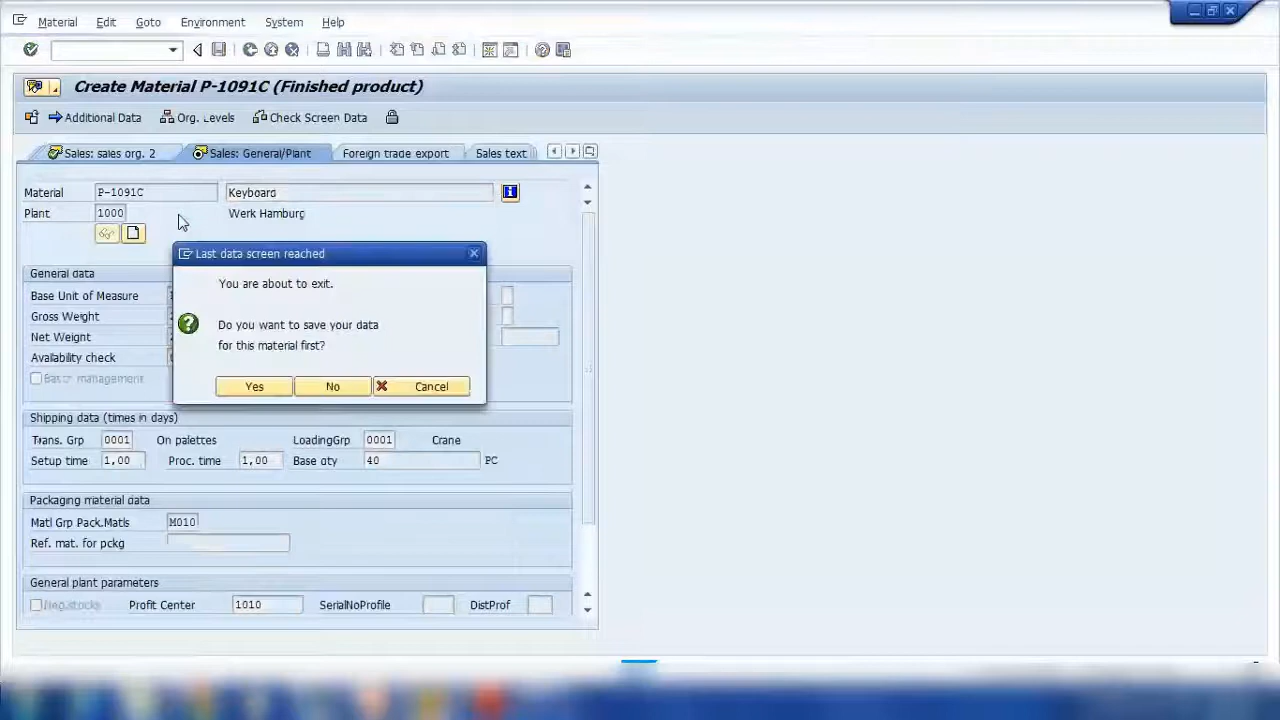 Material Edit Goto Environment System Help
Create Material P-1091C (Finished product)
Additional Data Org. Levels Check Screen Data
Sales: sales org. 2 Sales: General/Plant Foreign trade export Sales text
Material P-1091C Keyboard
Plant 1000 Werk Hamburg
Last data screen reached
You are about to exit.
Do you want to save your data
for this material first?
Yes No Cancel
General data
Base Unit of Measure
Gross Weight
Net Weight
Availability check
Batch management
Shipping data (times in days)
Trans. Grp 0001 On palettes LoadingGrp 0001 Crane
Setup time 1,00 Proc. time 1,00 Base qty 40 PC
Packaging material data
Matl Grp Pack.Matls M010
Ref. mat. for pckg
General plant parameters
Neg.stocks Profit Center 1010 SerialNoProfile DistProf